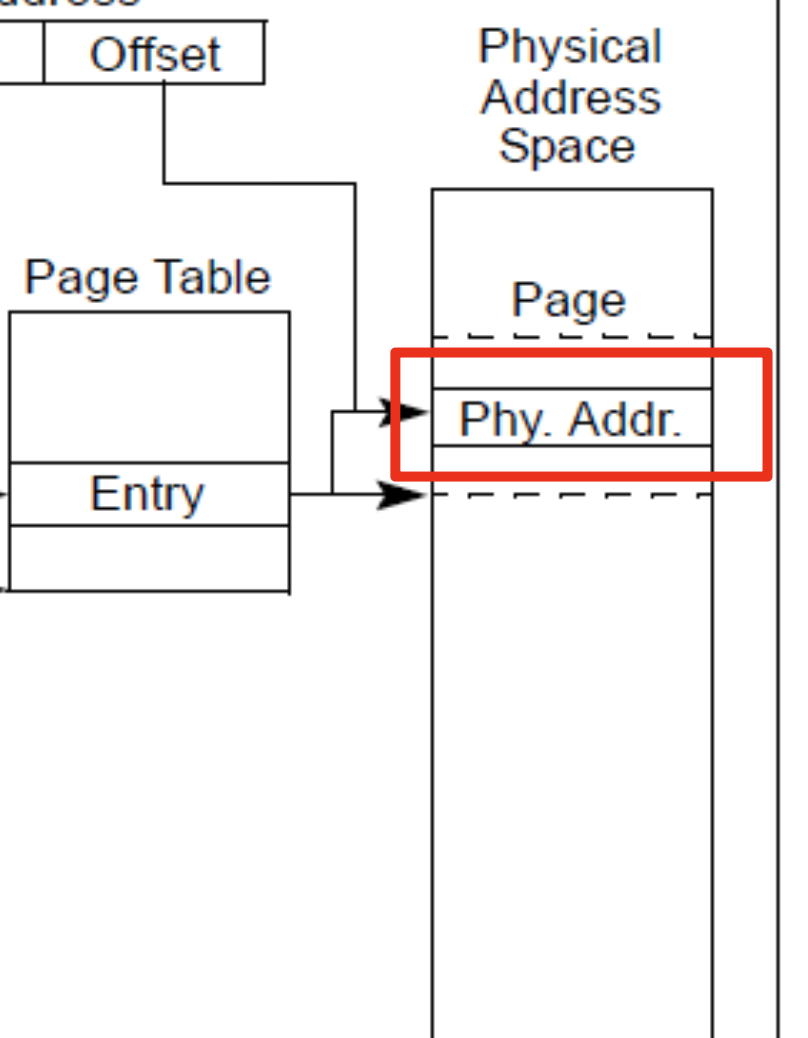 Offset
Physical
Address
Space
Page Table
Page
Phy. Addr.
Entry